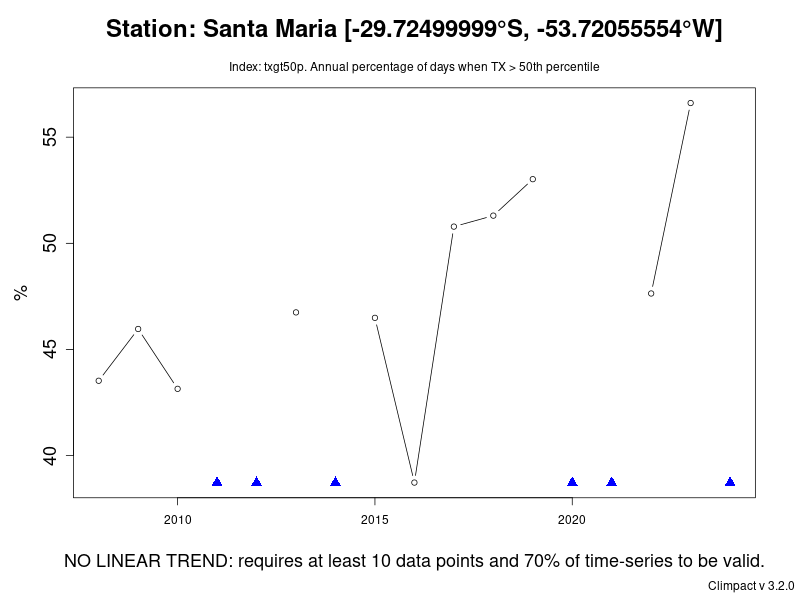 Station: Santa Maria [-29.72499999°S, -53.72055554°W]
Index: txgt50p. Annual percentage of days when TX > 50th percentile
55
50
45
40
%
2010 2015 2020
NO LINEAR TREND: requires at least 10 data points and 70% of time-series to be valid.
Climpact v 3.2.0